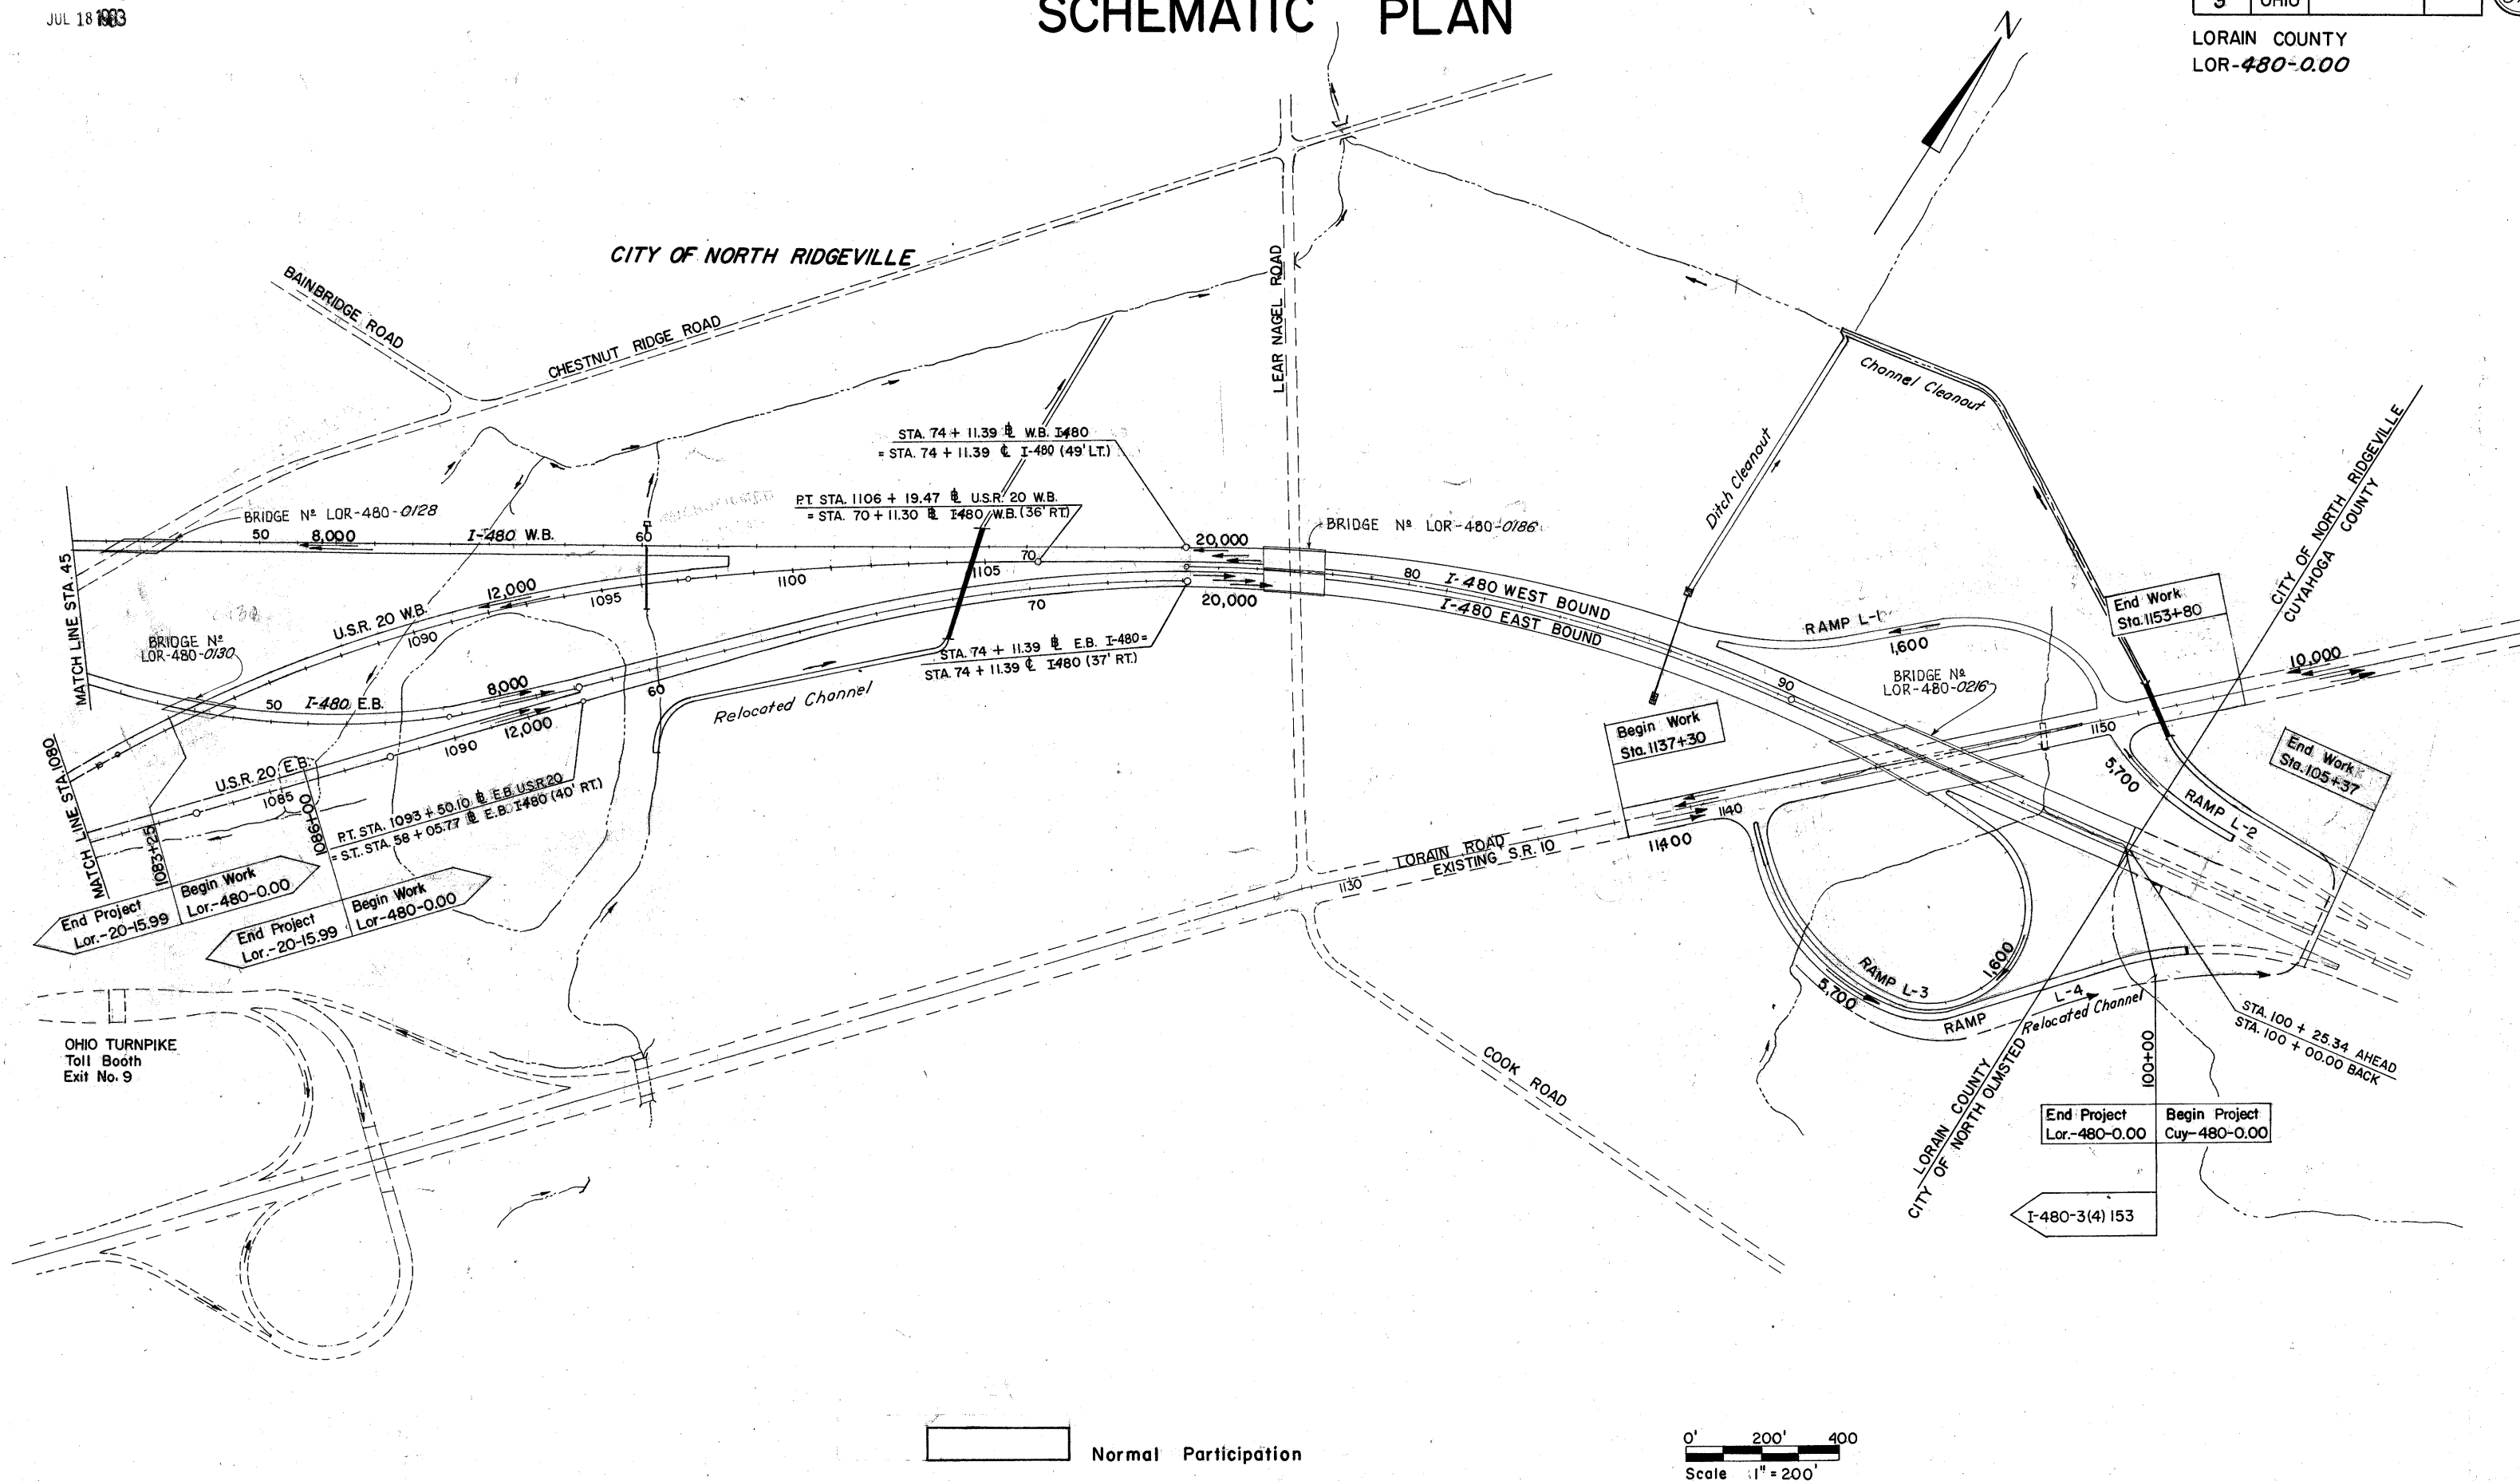 JUL 18 1983
SCHEMATIC PLAN
OHIO
LORAIN COUNTY
LOR-480-0.00
N
CITY OF NORTH RIDGEVILLE
BAINBRIDGE ROAD
CHESTNUT RIDGE ROAD
LEAR NAGEL ROAD
Channel Cleanout
Ditch Cleanout
CITY OF NORTH RIDGEVILLE
CUYAHOGA COUNTY
STA. 74 + 11.39 ℄ W.B. I-480
= STA. 74 + 11.39 ℄ I-480 (49' LT.)
P.T. STA. 1106 + 19.47 ℄ U.S.R. 20 W.B.
= STA. 70 + 11.30 ℄ I-480 W.B. (36' RT.)
BRIDGE Nº LOR-480-0128
BRIDGE Nº LOR-480-0186
MATCH LINE STA. 45
50
8,000
I-480 W.B.
60
70
20,000
1105
1100
1095
12,000
U.S.R. 20 W.B.
1090
80
I-480 WEST BOUND
I-480 EAST BOUND
20,000
70
RAMP L-1
1,600
End Work
Sta. 1153+80
BRIDGE Nº
LOR-480-0130
STA. 74 + 11.39 ℄ E.B. I-480 =
STA. 74 + 11.39 ℄ I-480 (37' RT.)
BRIDGE Nº
LOR-480-0216
10,000
90
50
I-480 E.B.
8,000
60
Relocated Channel
12,000
1090
Begin Work
Sta. 1137+30
1150
End Work
Sta. 105+37
MATCH LINE STA. 1080
U.S.R. 20 E.B.
1085
1083+25
1086+00
P.T. STA. 1093 + 50.10 ℄ E.B. U.S.R. 20
= S.T. STA. 58 + 05.77 ℄ E.B. I-480 (40' RT.)
5,700
RAMP L-2
1140
11,400
LORAIN ROAD
EXISTING S.R. 10
1130
End Project
Lor.-20-15.99
Begin Work
Lor.-480-0.00
End Project
Lor.-20-15.99
Begin Work
Lor.-480-0.00
RAMP L-3
1,600
5,700
RAMP L-4
Relocated Channel
OHIO TURNPIKE
Toll Booth
Exit No. 9
COOK ROAD
LORAIN COUNTY
CITY OF NORTH OLMSTED
100+00
STA. 100 + 25.34 AHEAD
STA. 100 + 00.00 BACK
End Project
Lor.-480-0.00
Begin Project
Cuy-480-0.00
I-480-3(4) 153
Normal Participation
0' 200' 400
Scale 1" = 200'